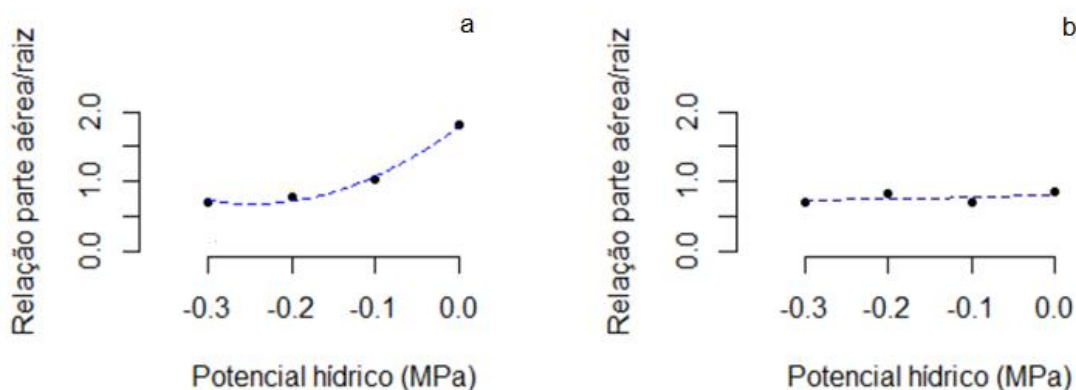 a
Relação parte aérea/raiz
2.0
1.0
0.0
-0.3 -0.2 -0.1 0.0
Potencial hídrico (MPa)
b
Relação parte aérea/raiz
2.0
1.0
0.0
-0.3 -0.2 -0.1 0.0
Potencial hídrico (MPa)